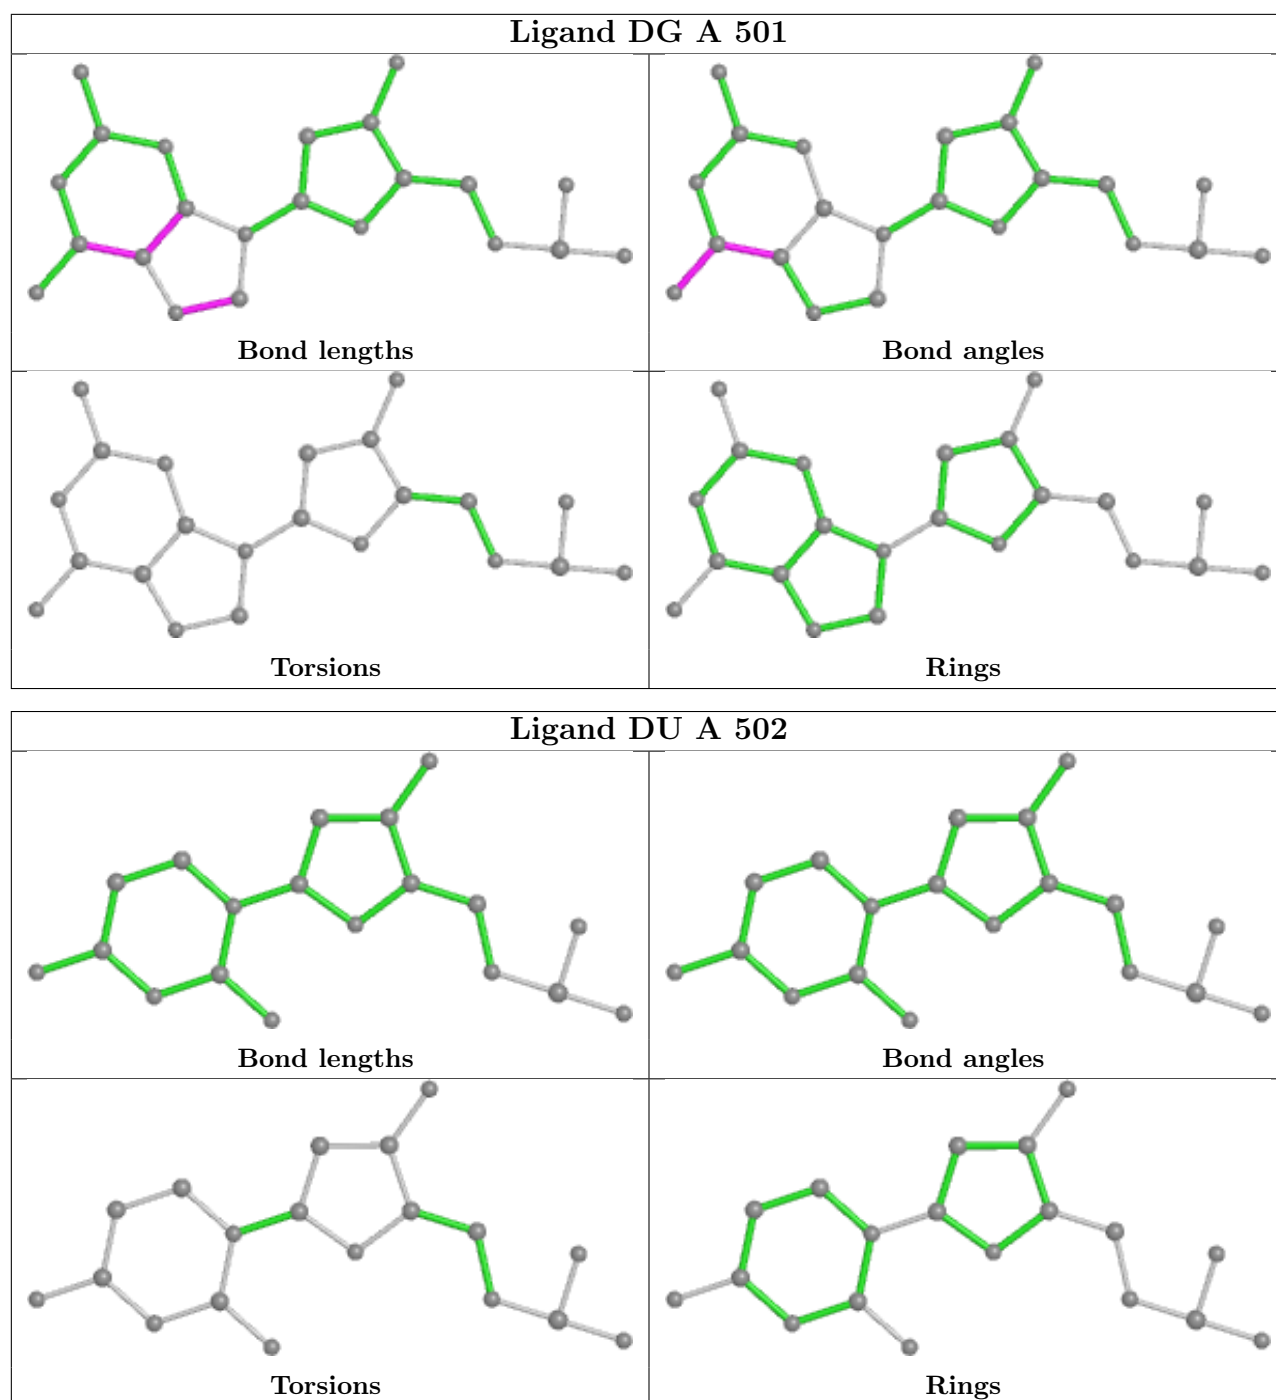 Ligand DG A 501
Bond lengths
Bond angles
Torsions
Rings
Ligand DU A 502
Bond lengths
Bond angles
Torsions
Rings